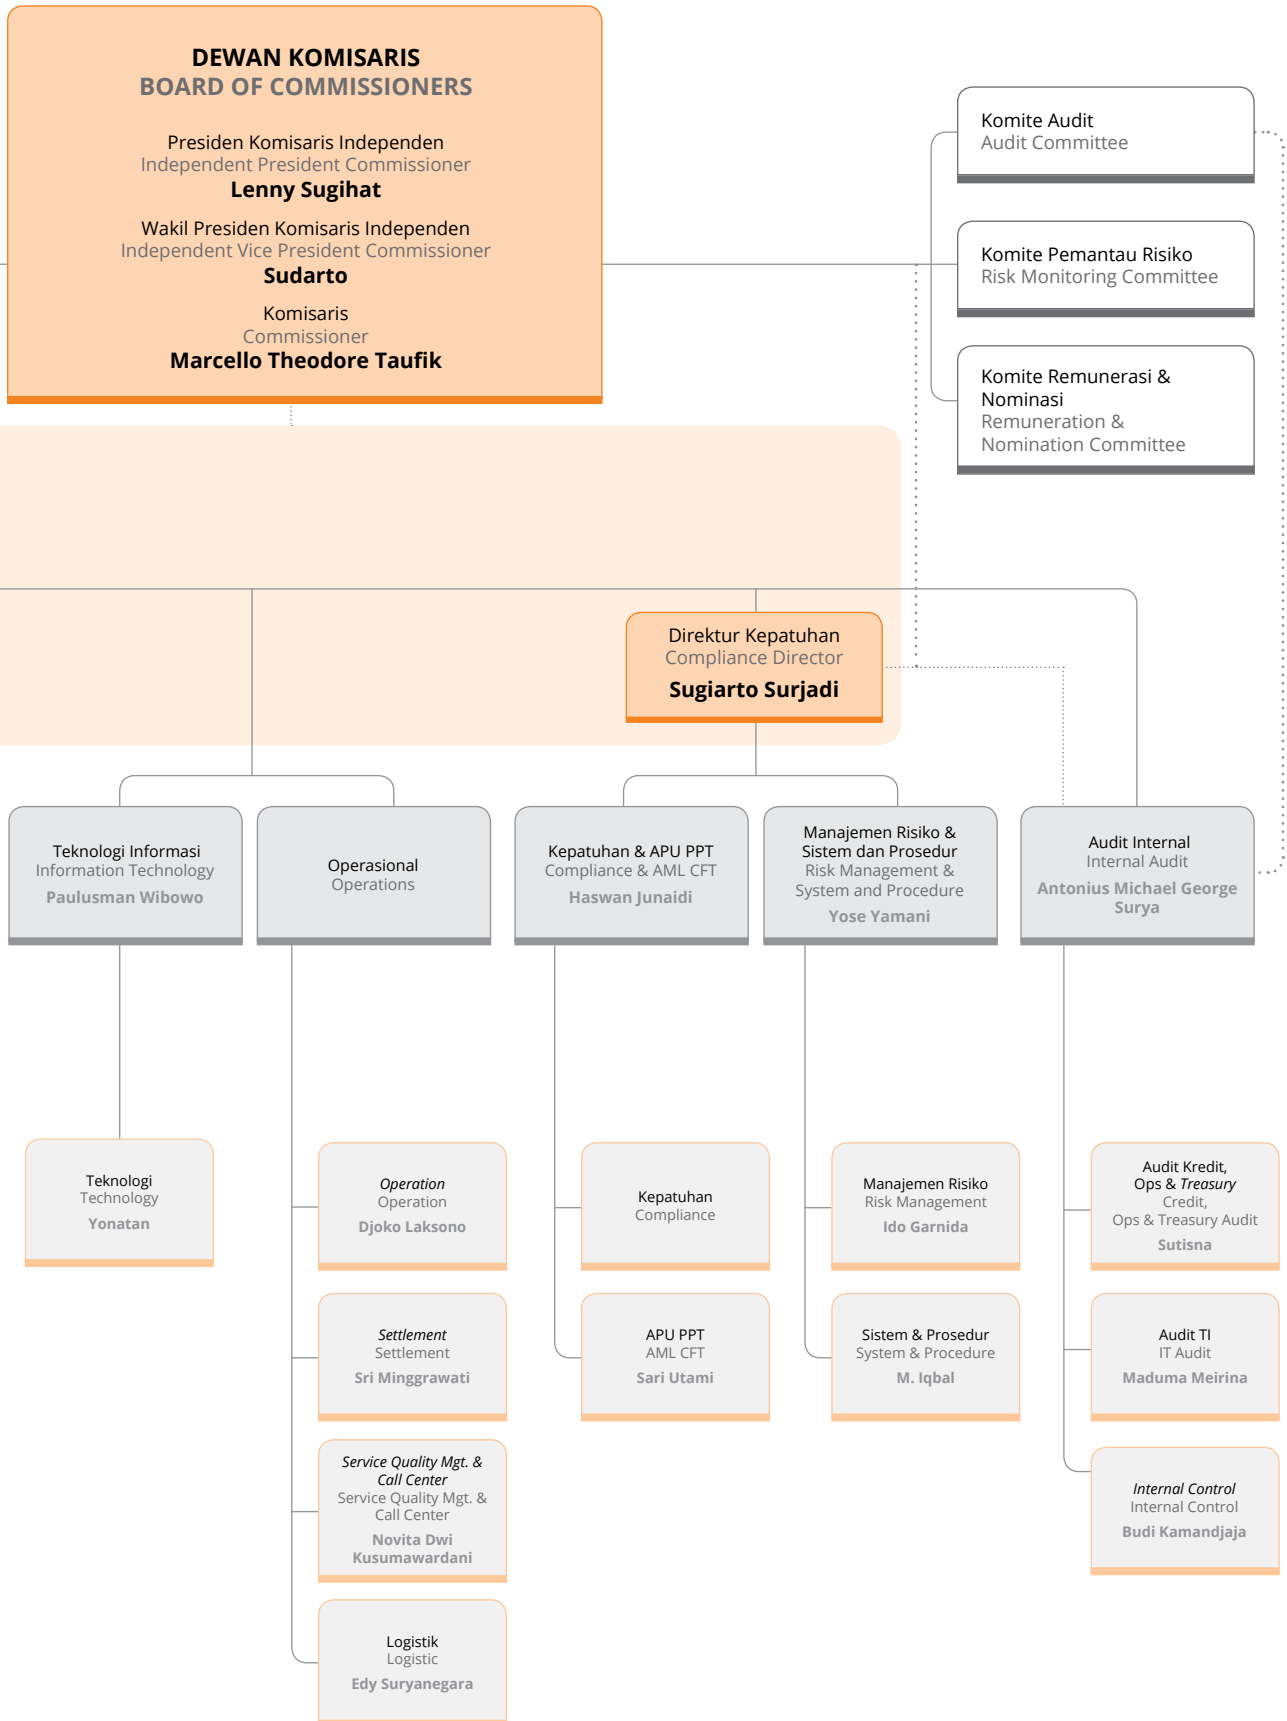 DEWAN KOMISARIS
BOARD OF COMMISSIONERS
Presiden Komisaris Independen
Independent President Commissioner
Lenny Sugihat
Wakil Presiden Komisaris Independen
Independent Vice President Commissioner
Sudarto
Komisaris
Commissioner
Marcello Theodore Taufik
Komite Audit
Audit Committee
Komite Pemantau Risiko
Risk Monitoring Committee
Komite Remunerasi &
Nominasi
Remuneration &
Nomination Committee
Direktur Kepatuhan
Compliance Director
Sugiarto Surjadi
Teknologi Informasi
Information Technology
Paulusman Wibowo
Operasional
Operations
Kepatuhan & APU PPT
Compliance & AML CFT
Haswan Junaidi
Manajemen Risiko &
Sistem dan Prosedur
Risk Management &
System and Procedure
Yose Yamani
Audit Internal
Internal Audit
Antonius Michael George
Surya
Teknologi
Technology
Yonatan
Operation
Operation
Djoko Laksono
Kepatuhan
Compliance
Manajemen Risiko
Risk Management
Ido Garnida
Audit Kredit,
Ops & Treasury
Credit,
Ops & Treasury Audit
Sutisna
Settlement
Settlement
Sri Minggrawati
APU PPT
AML CFT
Sari Utami
Sistem & Prosedur
System & Procedure
M. Iqbal
Audit TI
IT Audit
Maduma Meirina
Service Quality Mgt. &
Call Center
Service Quality Mgt. &
Call Center
Novita Dwi
Kusumawardani
Internal Control
Internal Control
Budi Kamandjaja
Logistik
Logistic
Edy Suryanegara